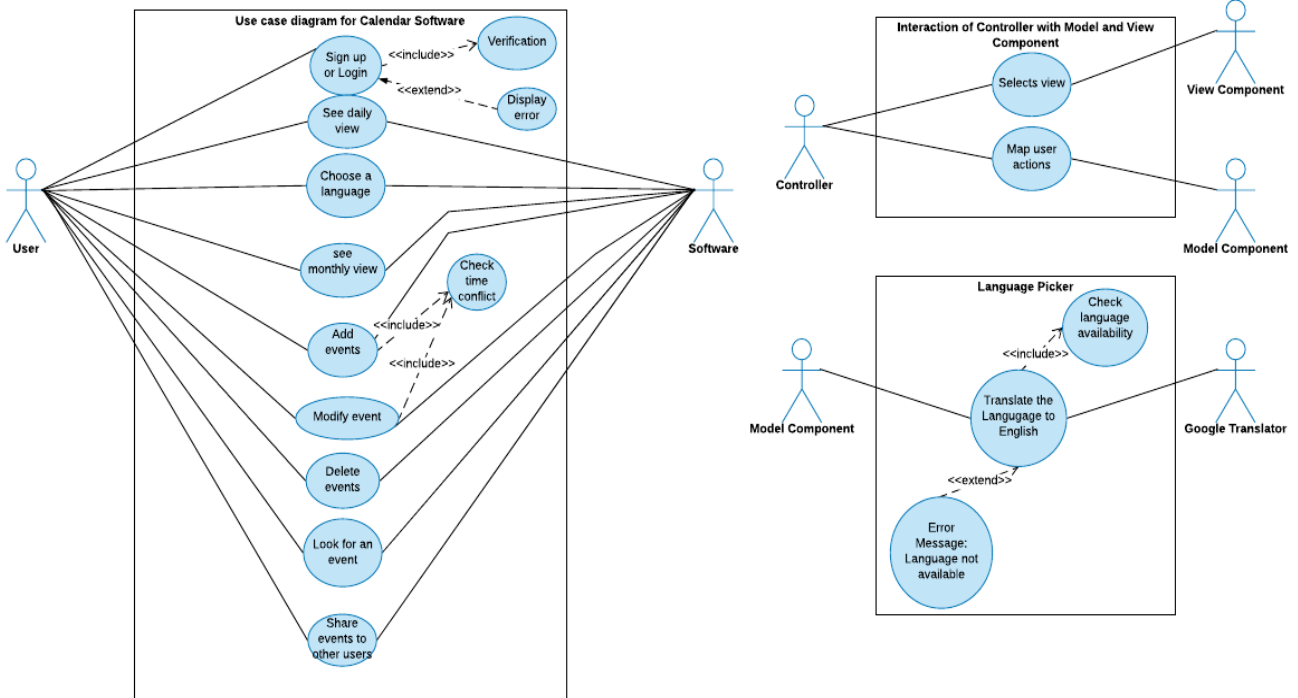 Use case diagram for Calendar Software
Sign up
or Login
<<include>>
Verification
<<extend>>
Display
error
See daily
view
Choose a
language
User
Software
see
monthly view
Check
time
conflict
Add
events
<<include>>
<<include>>
Modify event
Delete
events
Look for an
event
Share
events to
other users
Interaction of Controller with Model and View
Component
Selects view
View Component
Controller
Map user
actions
Model Component
Language Picker
Check
language
availability
<<include>>
Model Component
Translate the
Langugage to
English
Google Translator
<<extend>>
Error
Message:
Language not
available